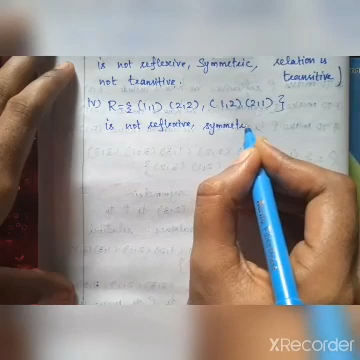 is not reflexive, Symmetric, relation is
not transitive. transitive)
iv) R = { (1,1) (2,2), (1,2) (2,1) }
is not reflexive, symmetr
XRecorder